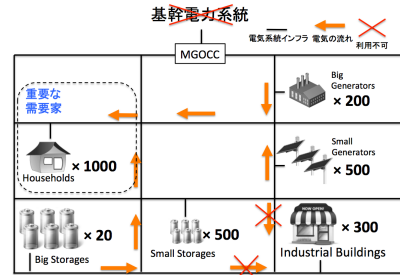 基幹電力系統
MGOCC
電気系統インフラ
電気の流れ
利用不可
重要な
需要家
Big
Generators
× 200
Households
× 1000
Small
Generators
× 500
Big Storages
× 20
Small Storages
× 500
NOW OPEN!
Industrial Buildings
× 300